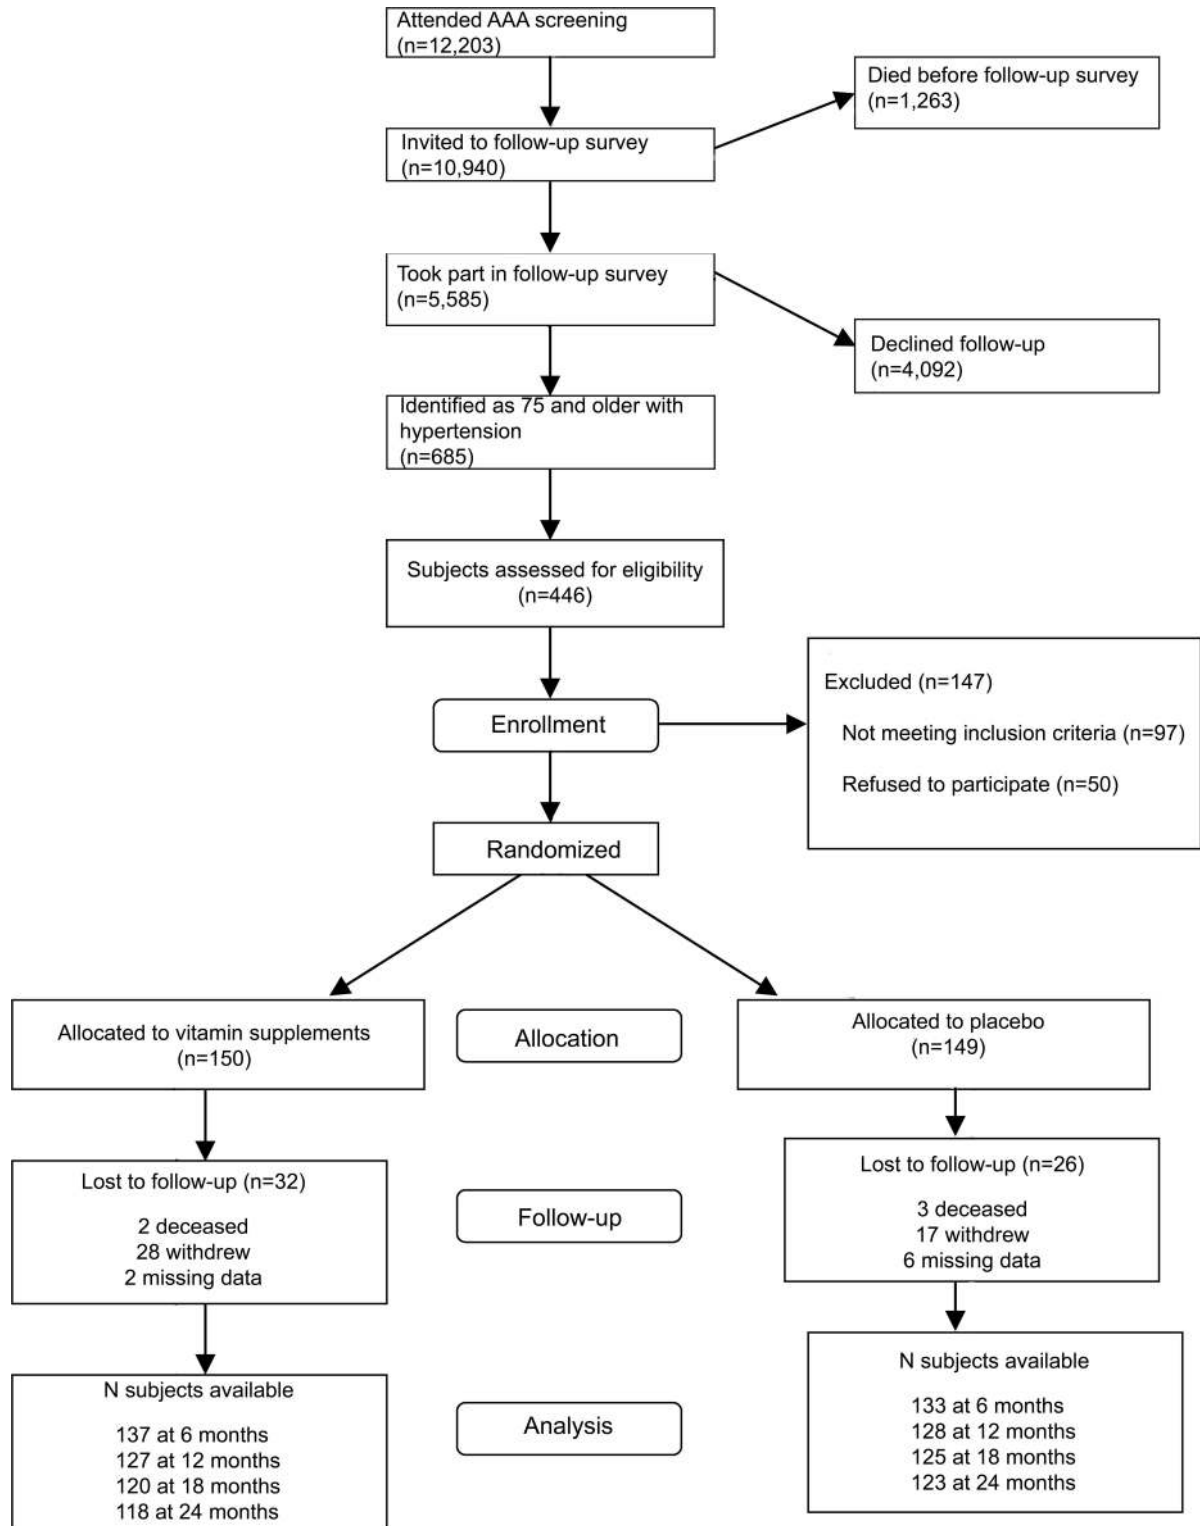 Attended AAA screening
(n=12,203)
Died before follow-up survey
(n=1,263)
Invited to follow-up survey
(n=10,940)
Took part in follow-up survey
(n=5,585)
Declined follow-up
(n=4,092)
Identified as 75 and older with
hypertension
(n=685)
Subjects assessed for eligibility
(n=446)
Excluded (n=147)
Not meeting inclusion criteria (n=97)
Refused to participate (n=50)
Enrollment
Randomized
Allocated to vitamin supplements
(n=150)
Allocation
Allocated to placebo
(n=149)
Lost to follow-up (n=32)
2 deceased
28 withdrew
2 missing data
Follow-up
Lost to follow-up (n=26)
3 deceased
17 withdrew
6 missing data
N subjects available
137 at 6 months
127 at 12 months
120 at 18 months
118 at 24 months
Analysis
N subjects available
133 at 6 months
128 at 12 months
125 at 18 months
123 at 24 months